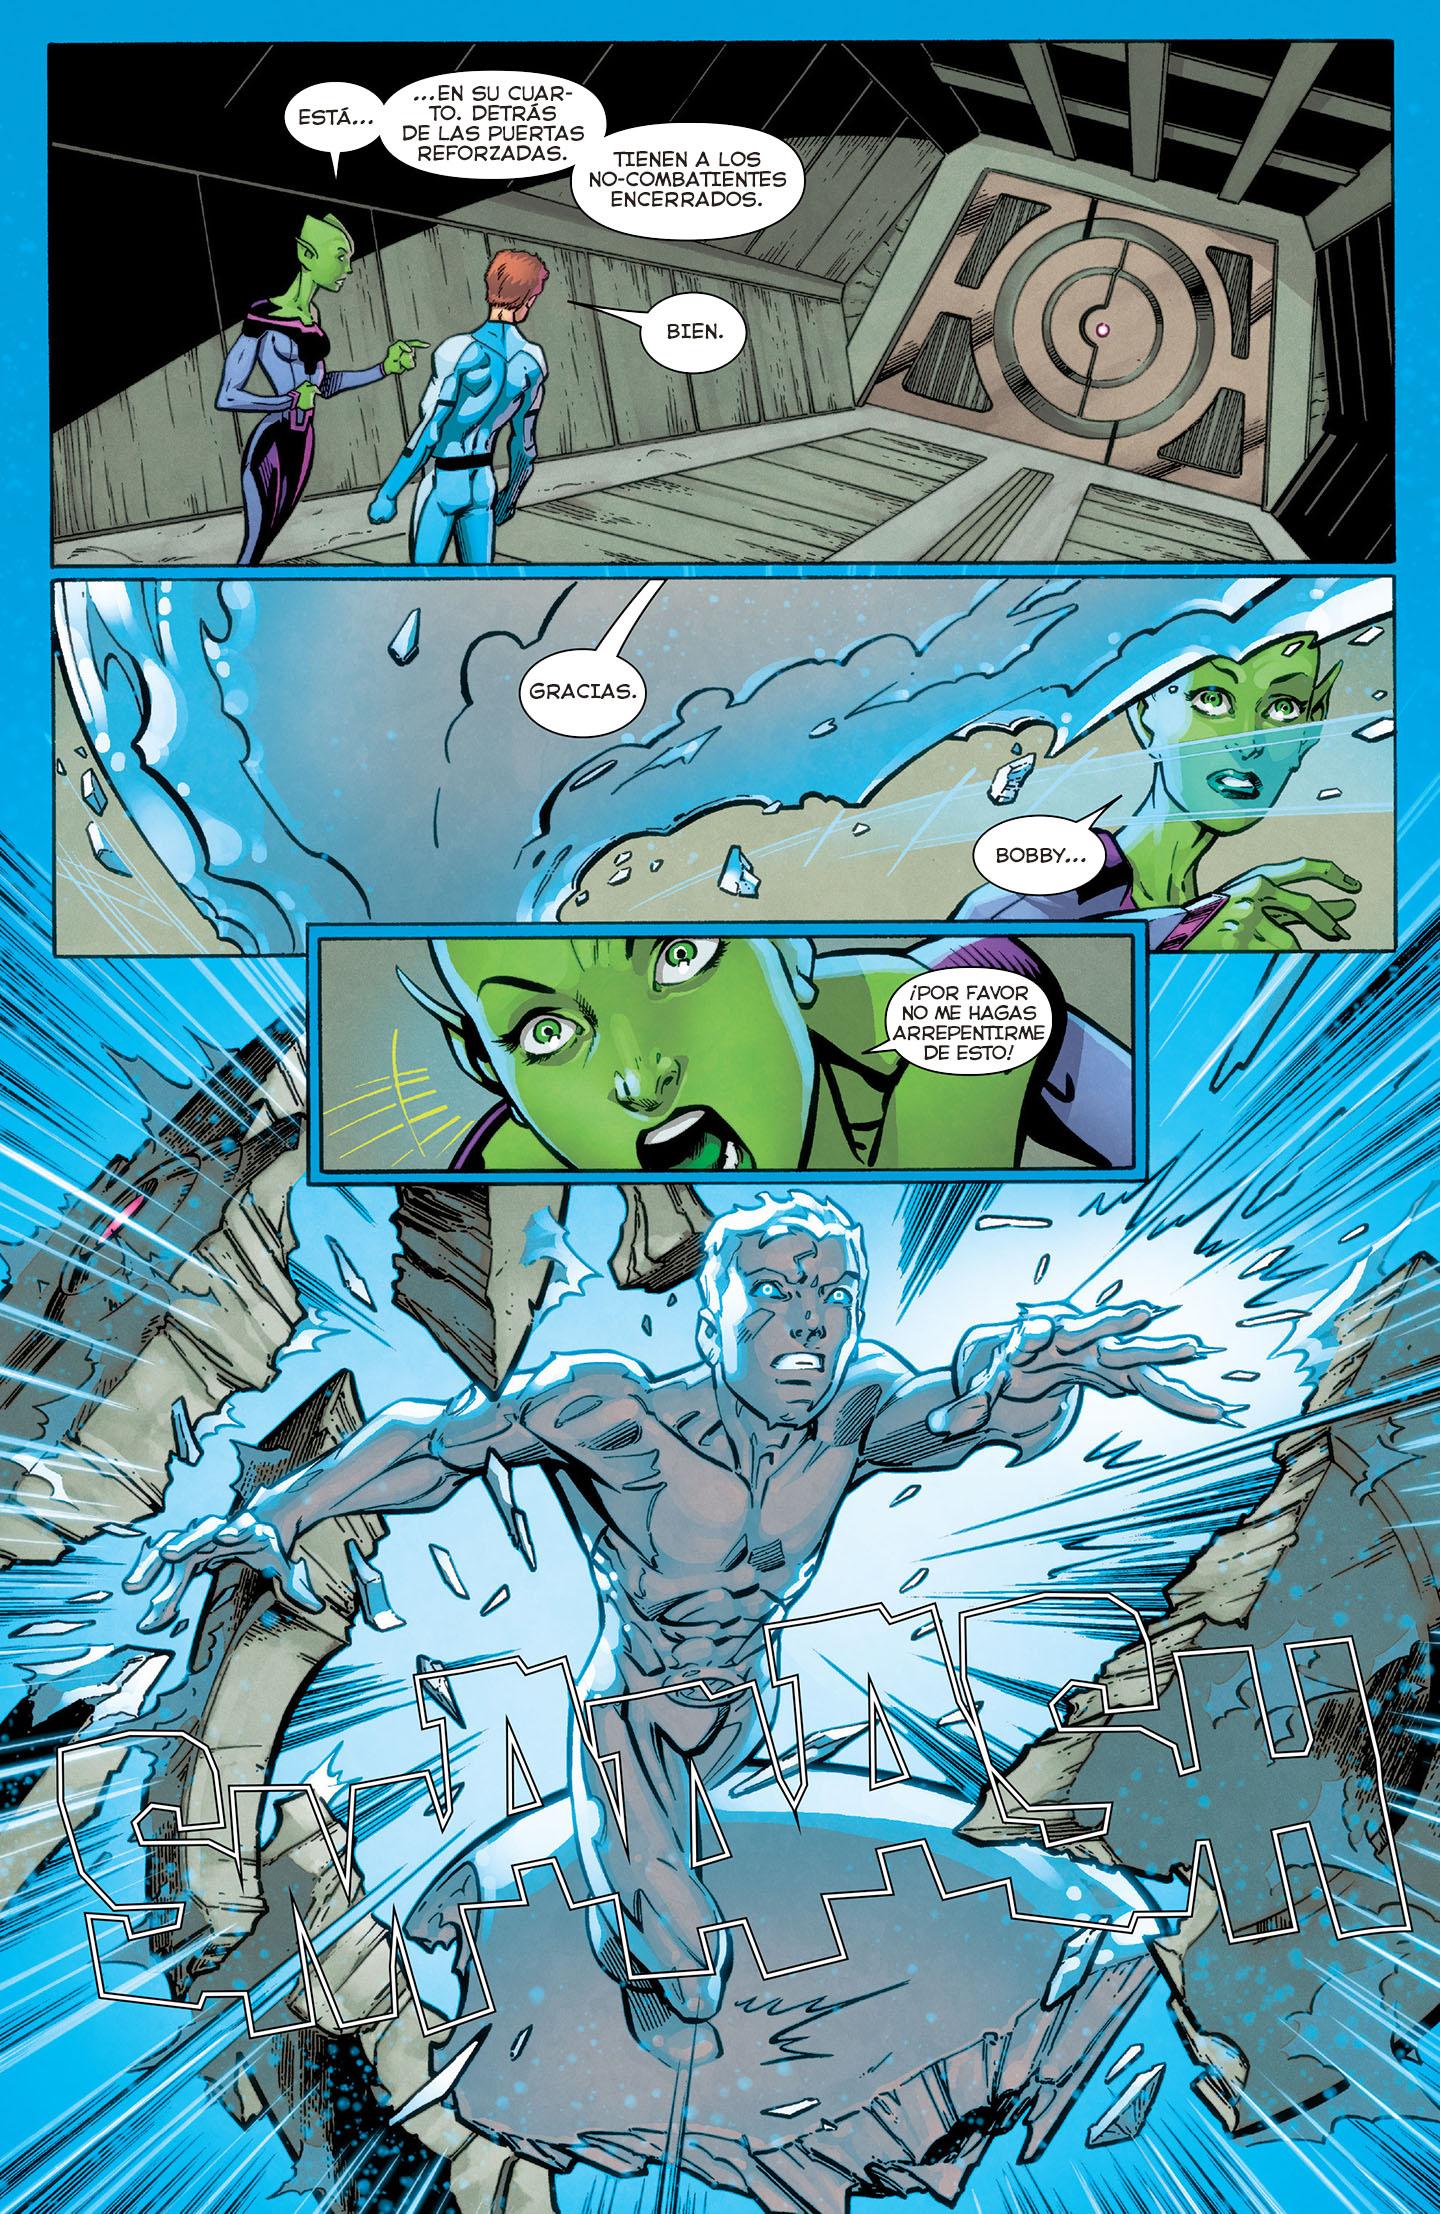 ESTÁ...
...EN SU CUAR-
TO. DETRÁS
DE LAS PUERTAS
REFORZADAS.
TIENEN A LOS
NO-COMBATIENTES
ENCERRADOS.
BIEN.
GRACIAS.
BOBBY...
¡POR FAVOR
NO ME HAGAS
ARREPENTIRME
DE ESTO!
SMAAASH